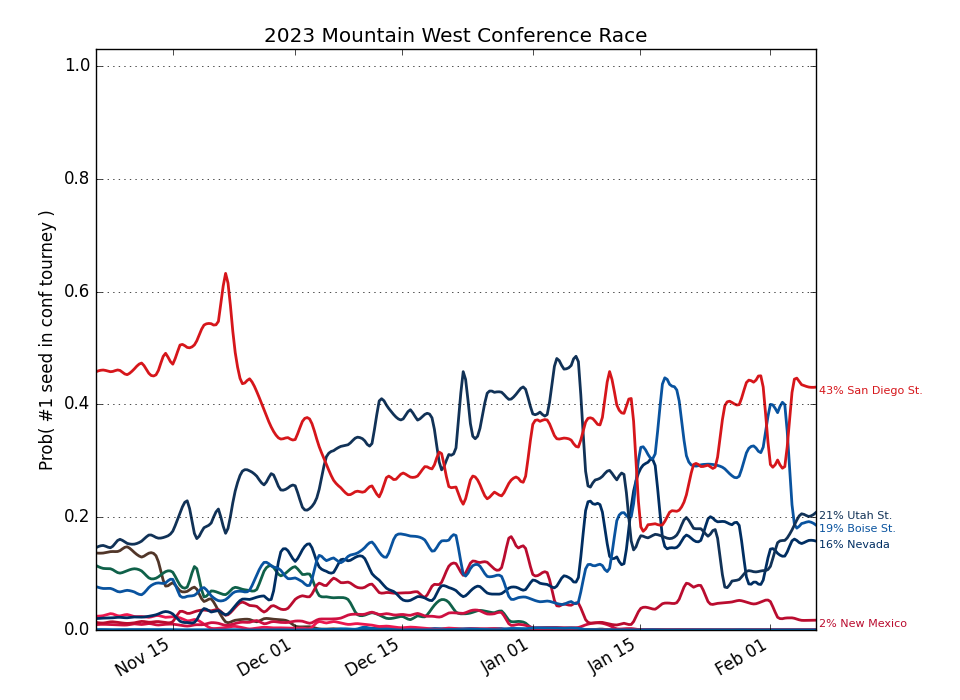 2023 Mountain West Conference Race
Prob( #1 seed in conf tourney )
1.0
0.8
0.6
0.4
0.2
0.0
43% San Diego St.
21% Utah St.
19% Boise St.
16% Nevada
2% New Mexico
Nov 15
Dec 01
Dec 15
Jan 01
Jan 15
Feb 01